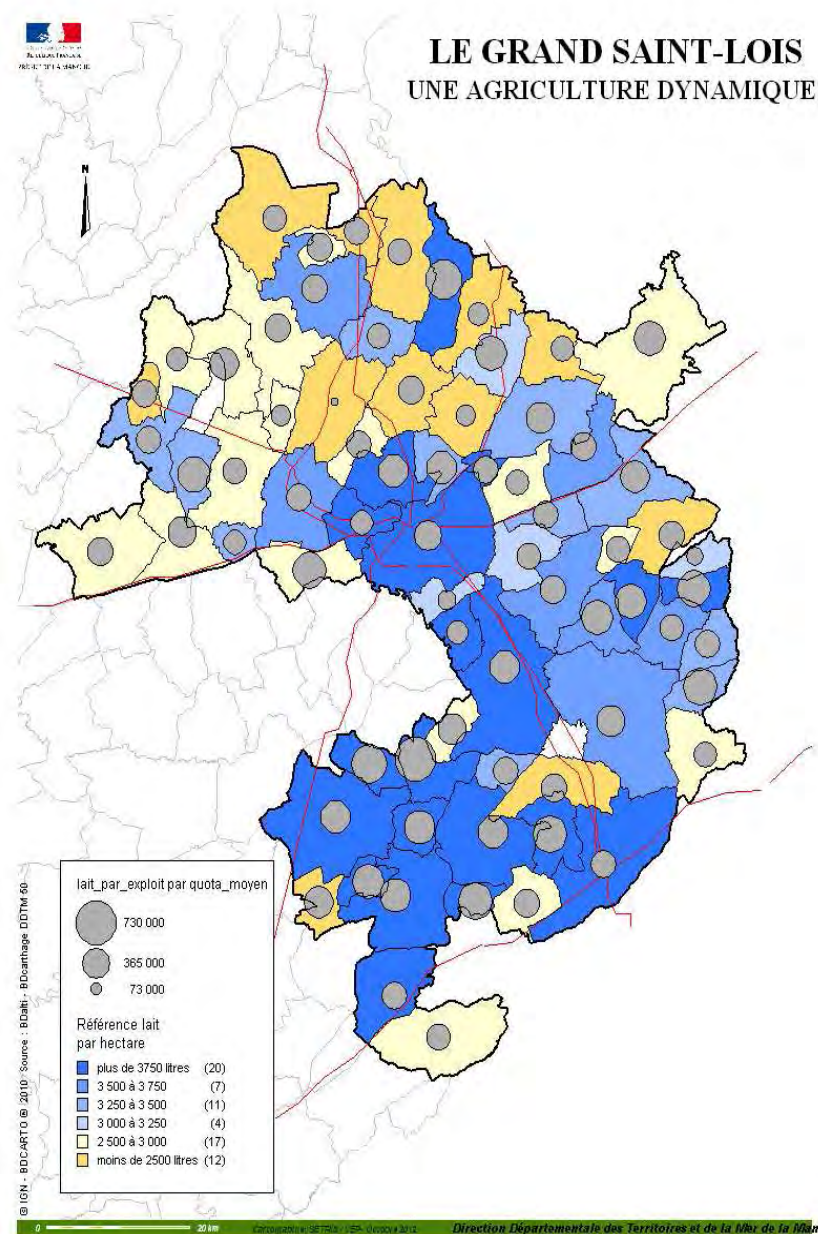 LE GRAND SAINT-LOIS
UNE AGRICULTURE DYNAMIQUE
N
lait_par_exploit par quota_moyen
730 000
365 000
73 000
Référence lait
par hectare
plus de 3750 litres (20)
3 500 à 3 750 (7)
3 250 à 3 500 (11)
3 000 à 3 250 (4)
2 500 à 3 000 (17)
moins de 2500 litres (12)
© IGN - BDCARTO ® 2010 Source : BDalti - BDcarthage DDTM 50
0 20 km
Direction Départementale des Territoires et de la Mer de la Man